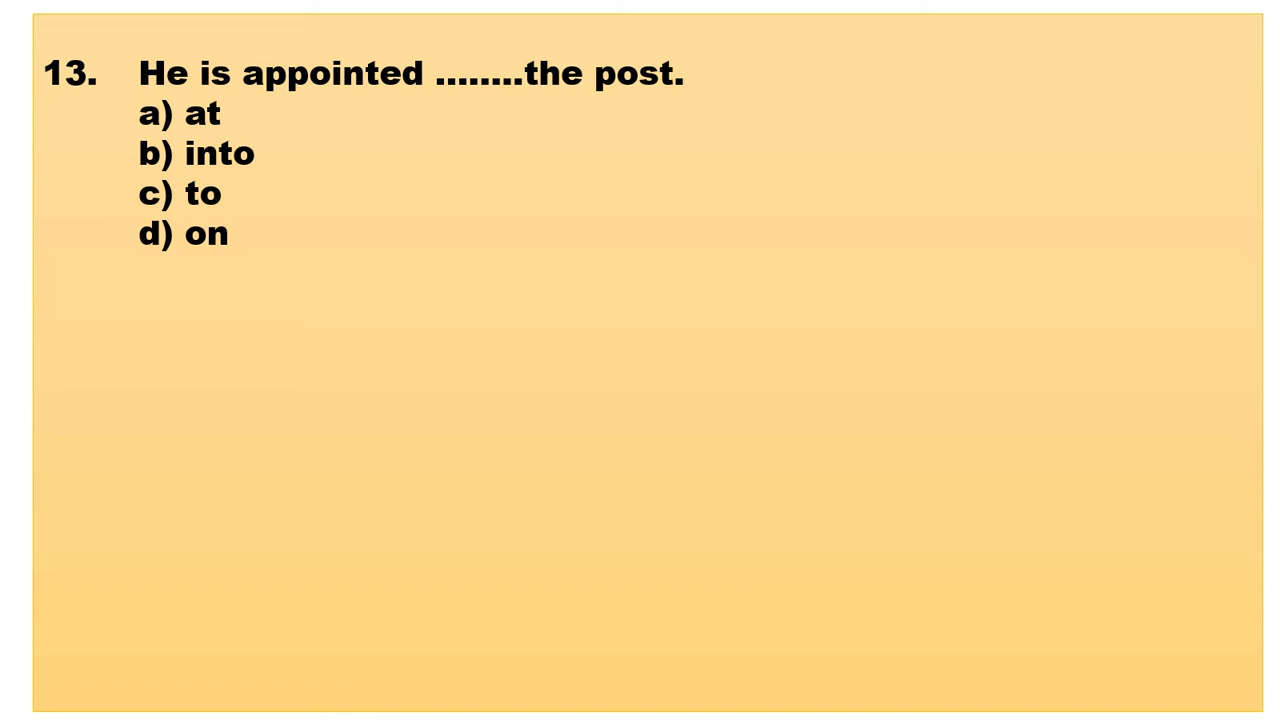 13. He is appointed ........the post.
a) at
b) into
c) to
d) on